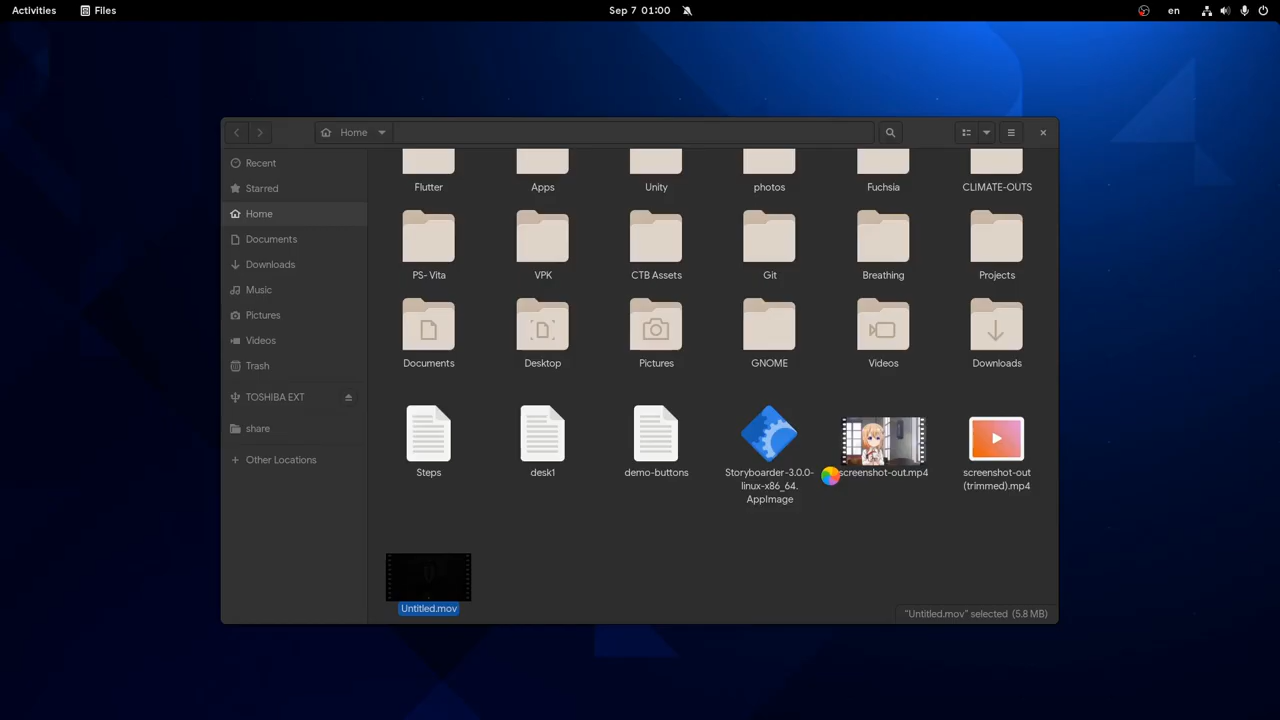 Activities
Files
Sep 7 01:00
en
Home
Recent
Starred
Home
Documents
Downloads
Music
Pictures
Videos
Trash
TOSHIBA EXT
share
Other Locations
Flutter
Apps
Unity
photos
Fuchsia
CLIMATE-OUTS
PS- Vita
VPK
CTB Assets
Git
Breathing
Projects
Documents
Desktop
Pictures
GNOME
Videos
Downloads
Steps
desk1
demo-buttons
Storyboarder-3.0.0-
linux-x86_64.
AppImage
screenshot-out.mp4
screenshot-out
(trimmed).mp4
Untitled.mov
"Untitled.mov" selected (5.8 MB)